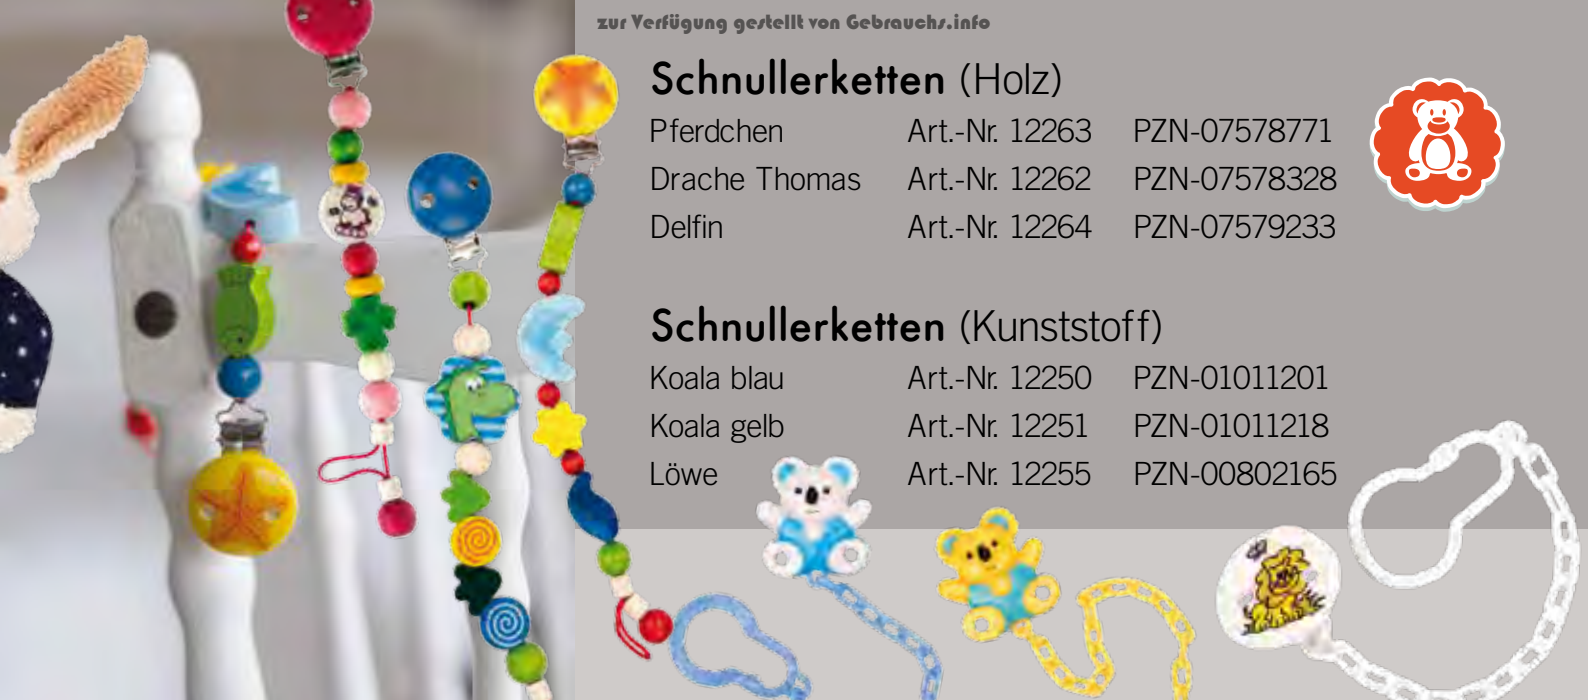 zur Verfügung gestellt von Gebrauchs.info
Schnullerketten (Holz)
Pferdchen Art.-Nr. 12263 PZN-07578771
Drache Thomas Art.-Nr. 12262 PZN-07578328
Delfin Art.-Nr. 12264 PZN-07579233
Schnullerketten (Kunststoff)
Koala blau Art.-Nr. 12250 PZN-01011201
Koala gelb Art.-Nr. 12251 PZN-01011218
Löwe Art.-Nr. 12255 PZN-00802165